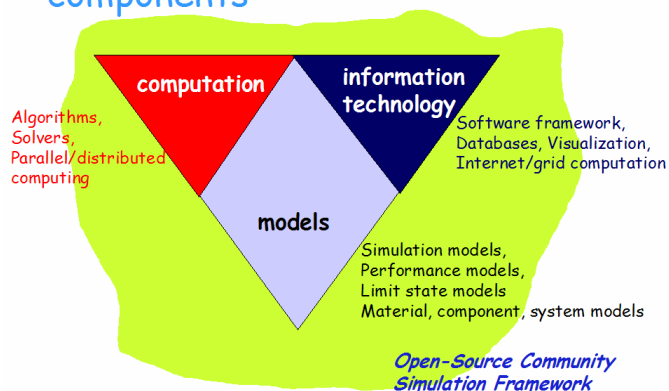 components
computation
information
technology
Algorithms,
Solvers,
Parallel/distributed
computing
Software framework,
Databases, Visualization,
Internet/grid computation
models
Simulation models,
Performance models,
Limit state models
Material, component, system models
Open-Source Community
Simulation Framework